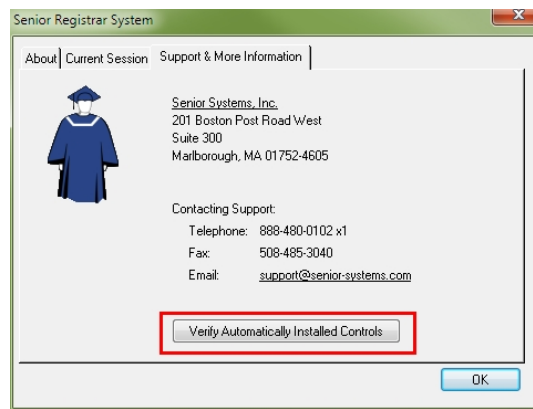 Senior Registrar System
About Current Session Support & More Information
Senior Systems, Inc.
201 Boston Post Road West
Suite 300
Marlborough, MA 01752-4605
Contacting Support:
Telephone: 888-480-0102 x1
Fax: 508-485-3040
Email: support@senior-systems.com
Verify Automatically Installed Controls
OK